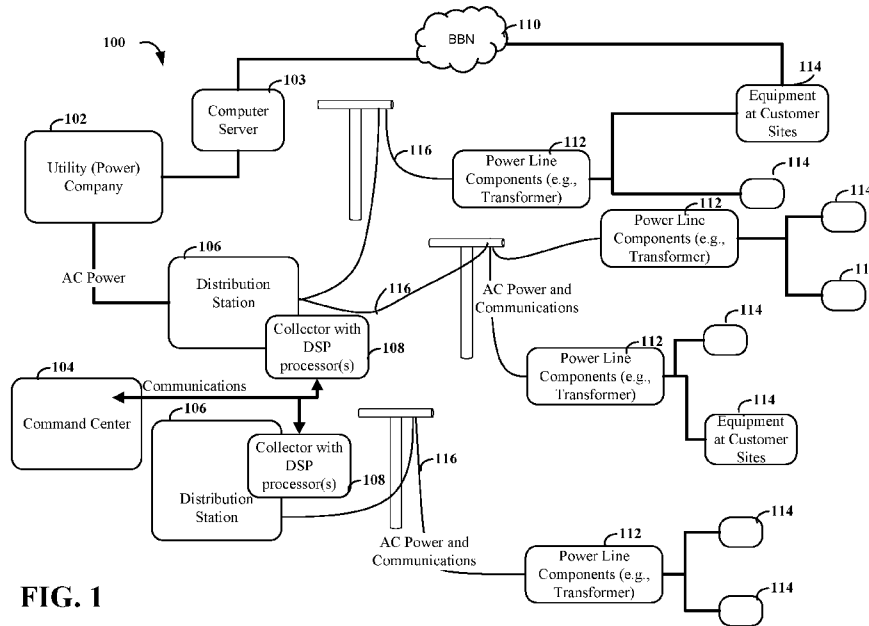 110
BBN
100
103
114
Computer
Server
Equipment
at Customer
Sites
102
112
116
Power Line
Components (e.g.,
Transformer)
Utility (Power)
Company
114
112
114
Power Line
Components (e.g.,
Transformer)
106
AC Power
Distribution
Station
116
AC Power and
Communications
11
Collector with
DSP
processor(s)
108
114
112
Power Line
Components (e.g.,
Transformer)
104
Communications
Command Center
106
114
Equipment
at Customer
Sites
Collector with
DSP
processor(s)
108
116
Distribution
Station
AC Power and
Communications
112
Power Line
Components (e.g.,
Transformer)
114
114
FIG. 1